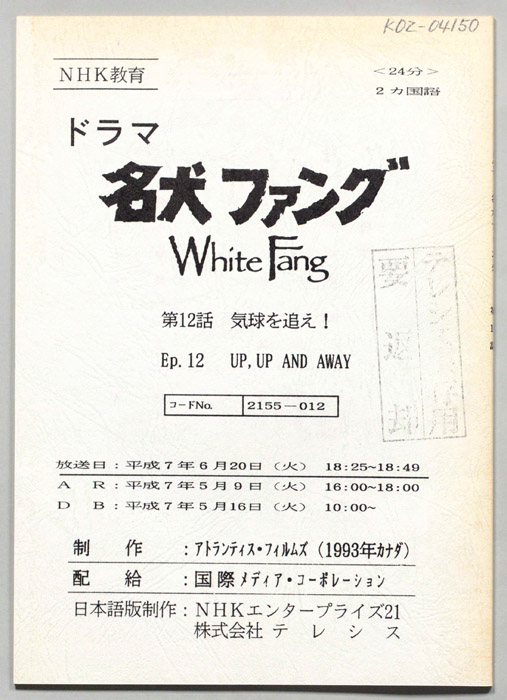 KDZ-04150
NHK教育
＜24分＞
2カ国語
ドラマ
名犬ファング
White Fang
第12話 気球を追え！
Ep.12 UP, UP AND AWAY
コードNo. 2155－012
要返却
放送日：平成7年6月20日（火） 18:25~18:49
A R：平成7年5月9日（火） 16:00~18:00
D B：平成7年5月16日（火） 10:00~
制 作：アトランティス・フィルムズ（1993年カナダ）
配 給：国際メディア・コーポレーション
日本語版制作：NHKエンタープライズ21
株式会社 テレシス